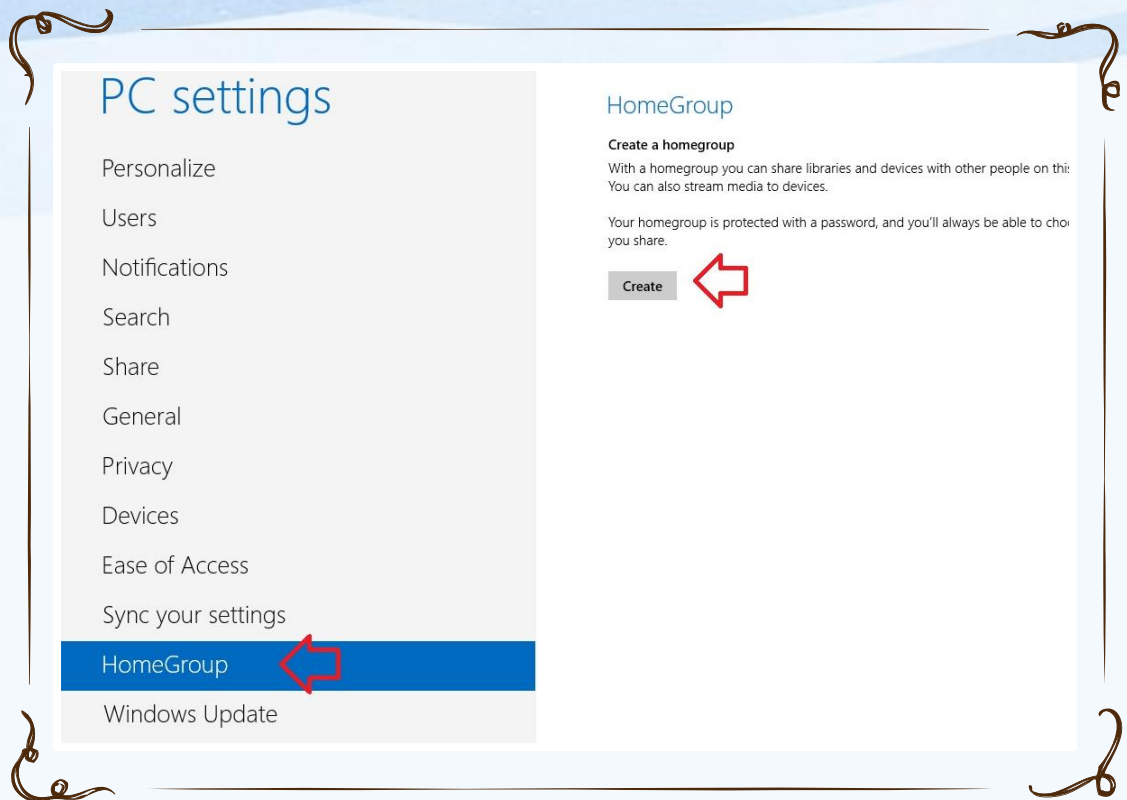 PC settings
Personalize
Users
Notifications
Search
Share
General
Privacy
Devices
Ease of Access
Sync your settings
HomeGroup
Windows Update
HomeGroup
Create a homegroup
With a homegroup you can share libraries and devices with other people on this
You can also stream media to devices.
Your homegroup is protected with a password, and you'll always be able to
you share.
Create